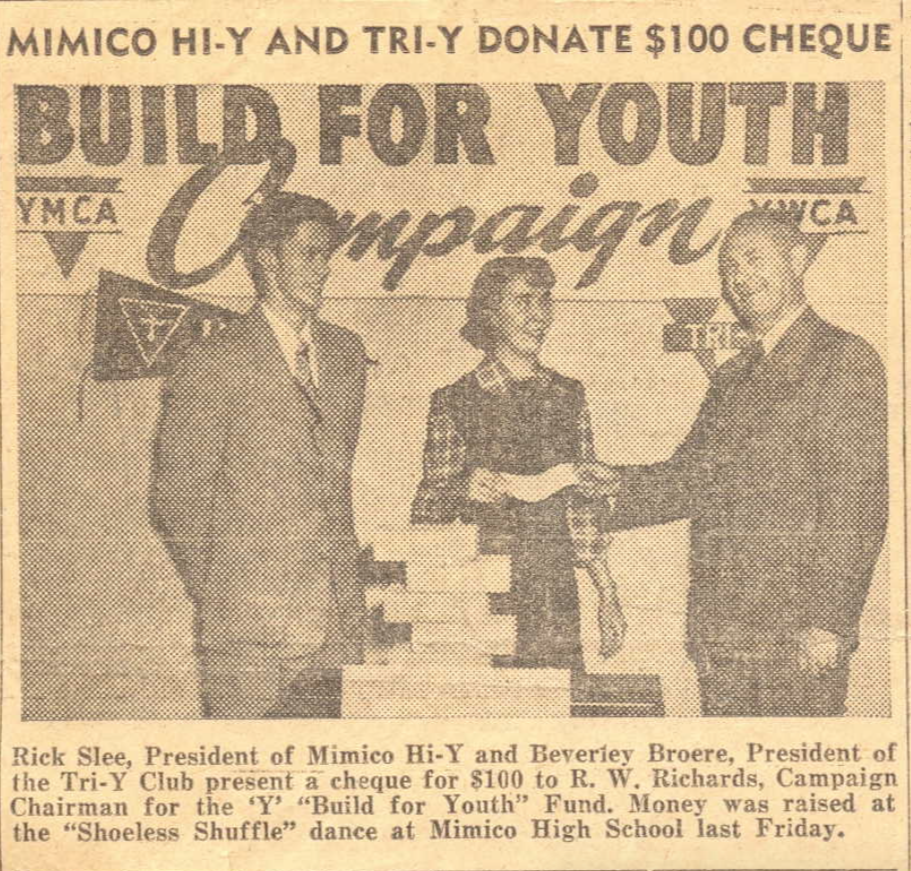 MIMICO HI-Y AND TRI-Y DONATE $100 CHEQUE
BUILD FOR YOUTH
Campaign
YMCA
YWCA
TRI-
Rick Slee, President of Mimico Hi-Y and Beverley Broere, President of
the Tri-Y Club present a cheque for $100 to R. W. Richards, Campaign
Chairman for the 'Y' "Build for Youth" Fund. Money was raised at
the "Shoeless Shuffle" dance at Mimico High School last Friday.